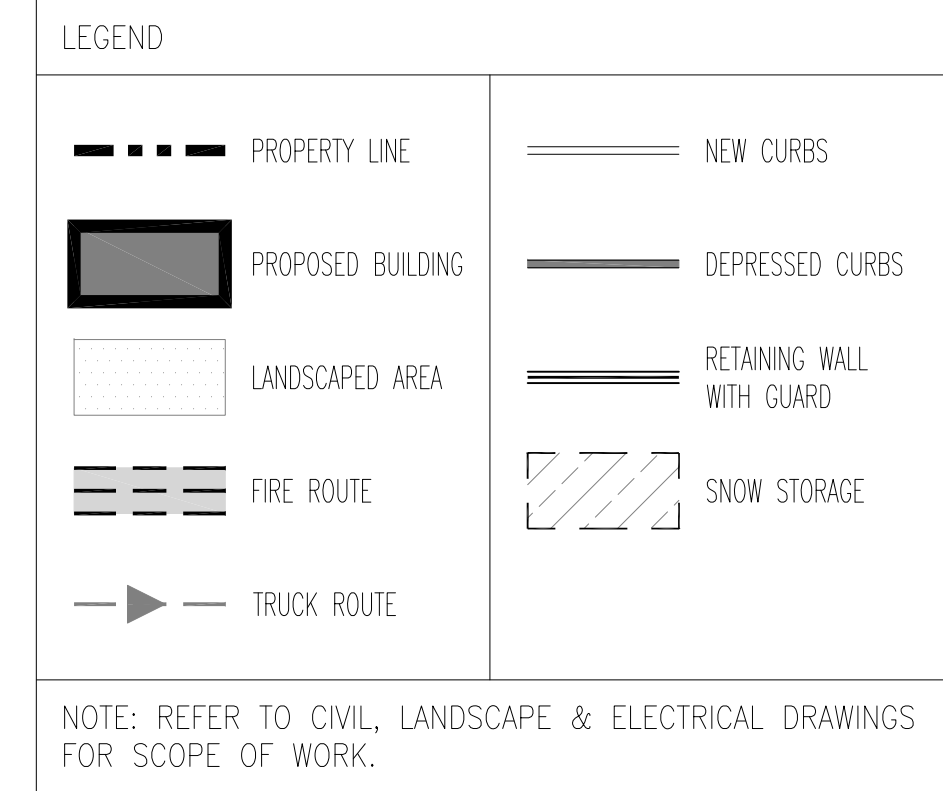 LEGEND
PROPERTY LINE
PROPOSED BUILDING
LANDSCAPED AREA
FIRE ROUTE
TRUCK ROUTE
NEW CURBS
DEPRESSED CURBS
RETAINING WALL
WITH GUARD
SNOW STORAGE
NOTE: REFER TO CIVIL, LANDSCAPE & ELECTRICAL DRAWINGS
FOR SCOPE OF WORK.